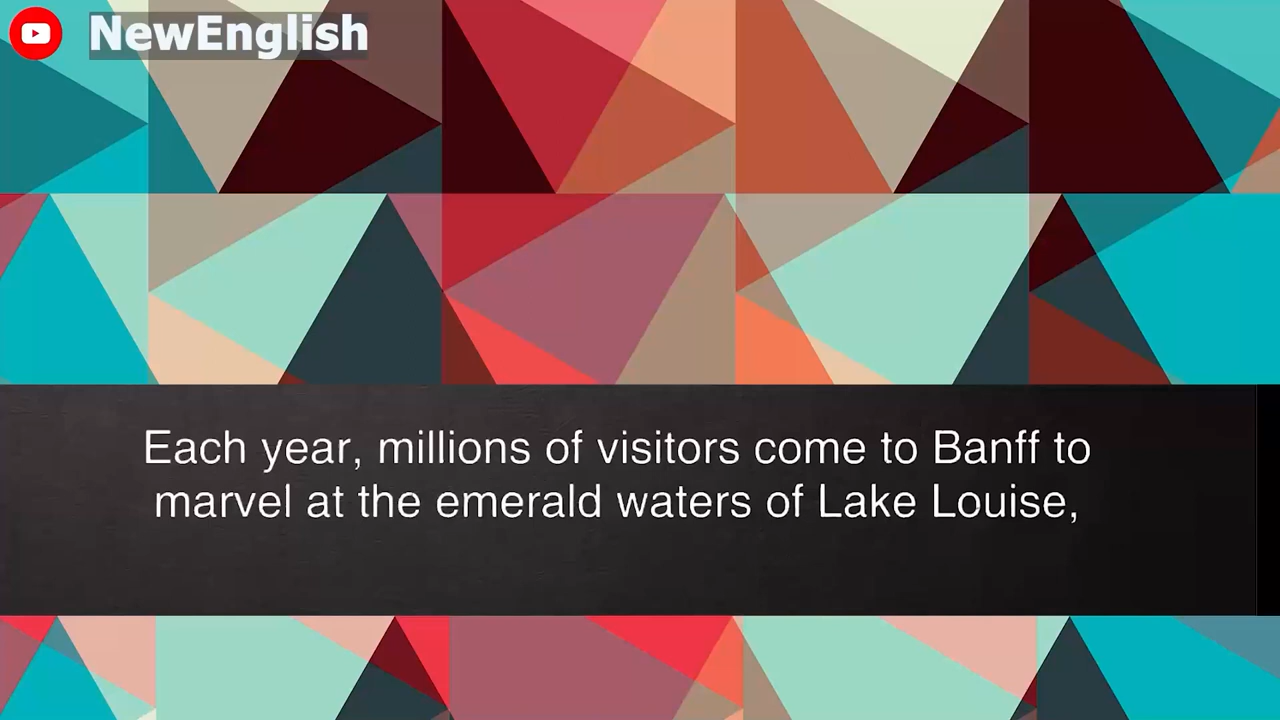 NewEnglish
Each year, millions of visitors come to Banff to
marvel at the emerald waters of Lake Louise,